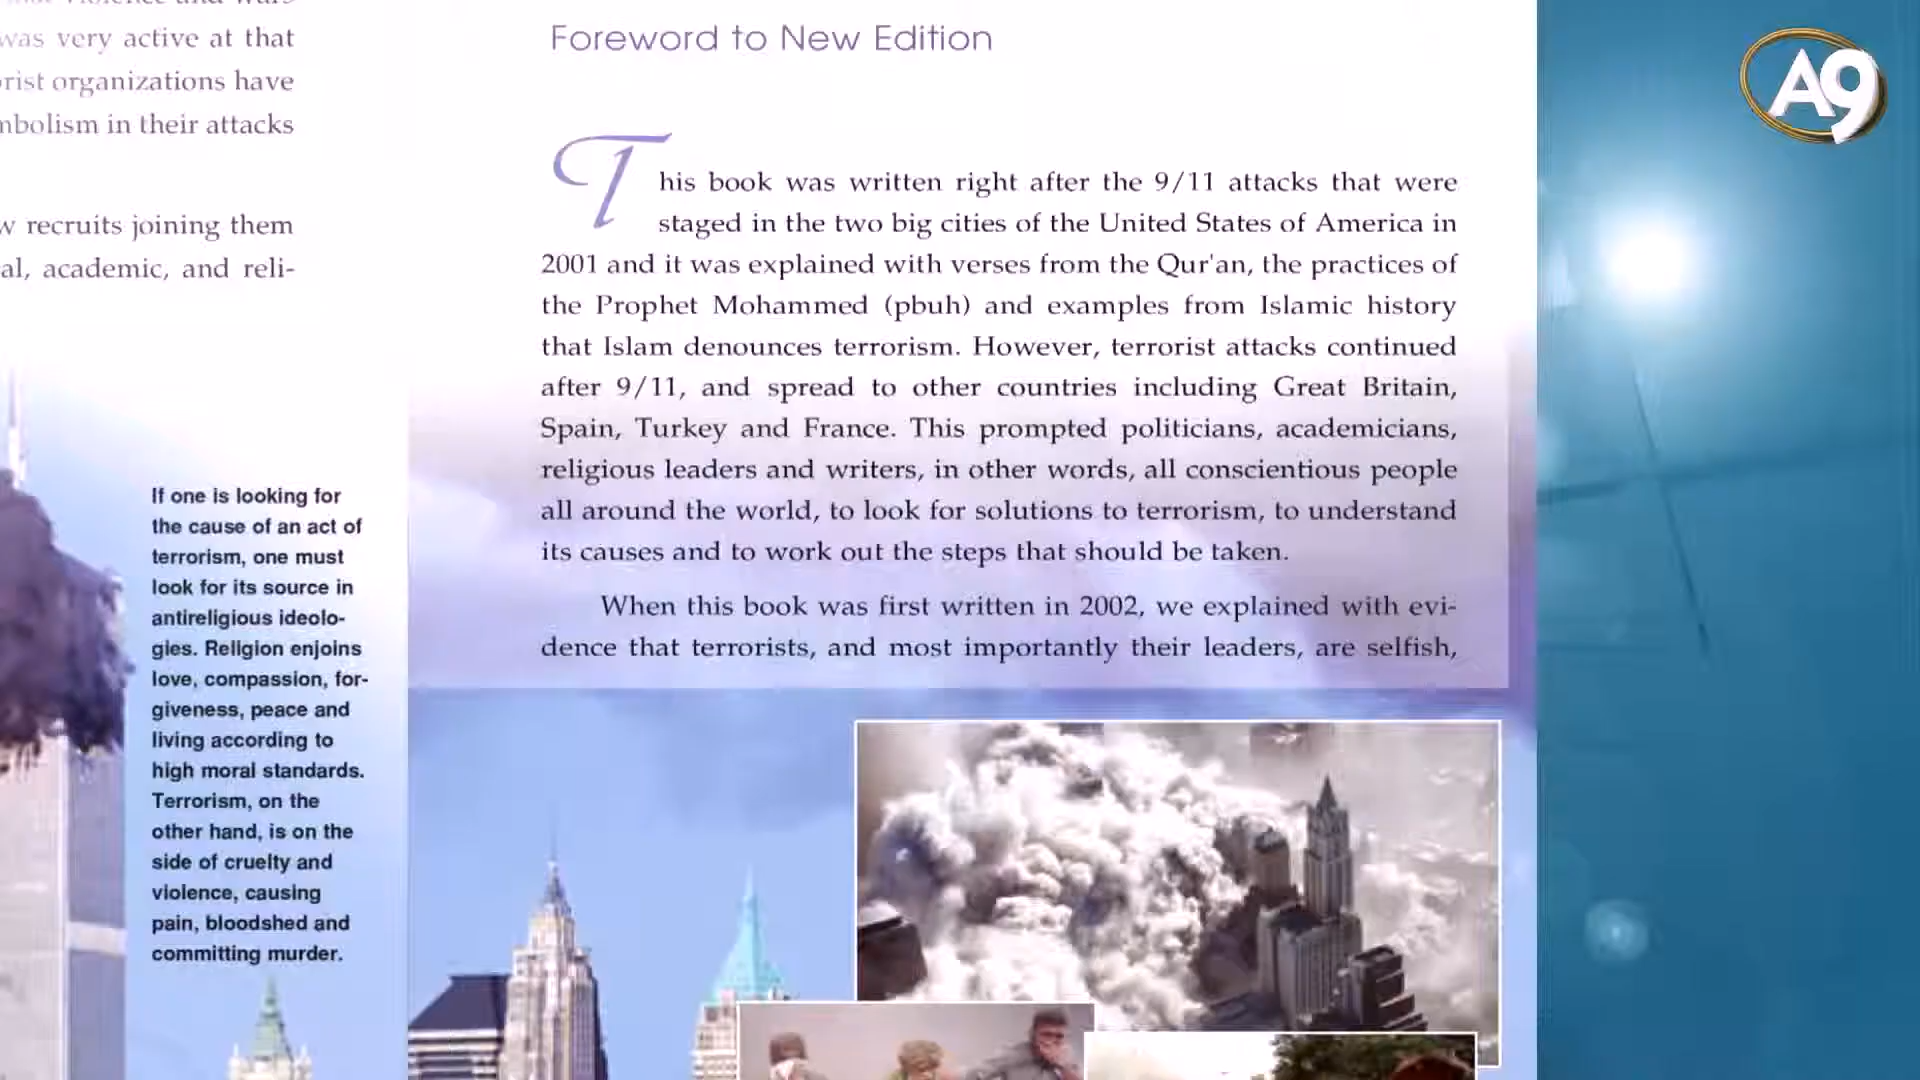 was very active at that
organizations have
in their attacks
recruits joining them
academic, and reli-
If one is looking for
the cause of an act of
terrorism, one must
look for its source in
antireligious ideolo-
gies. Religion enjoins
love, compassion, for-
giveness, peace and
living according to
high moral standards.
Terrorism, on the
other hand, is on the
side of cruelty and
violence, causing
pain, bloodshed and
committing murder.
Foreword to New Edition
This book was written right after the 9/11 attacks that were
staged in the two big cities of the United States of America in
2001 and it was explained with verses from the Qur'an, the practices of
the Prophet Mohammed (pbuh) and examples from Islamic history
that Islam denounces terrorism. However, terrorist attacks continued
after 9/11, and spread to other countries including Great Britain,
Spain, Turkey and France. This prompted politicians, academicians,
religious leaders and writers, in other words, all conscientious people
all around the world, to look for solutions to terrorism, to understand
its causes and to work out the steps that should be taken.
When this book was first written in 2002, we explained with evi-
dence that terrorists, and most importantly their leaders, are selfish,
A9